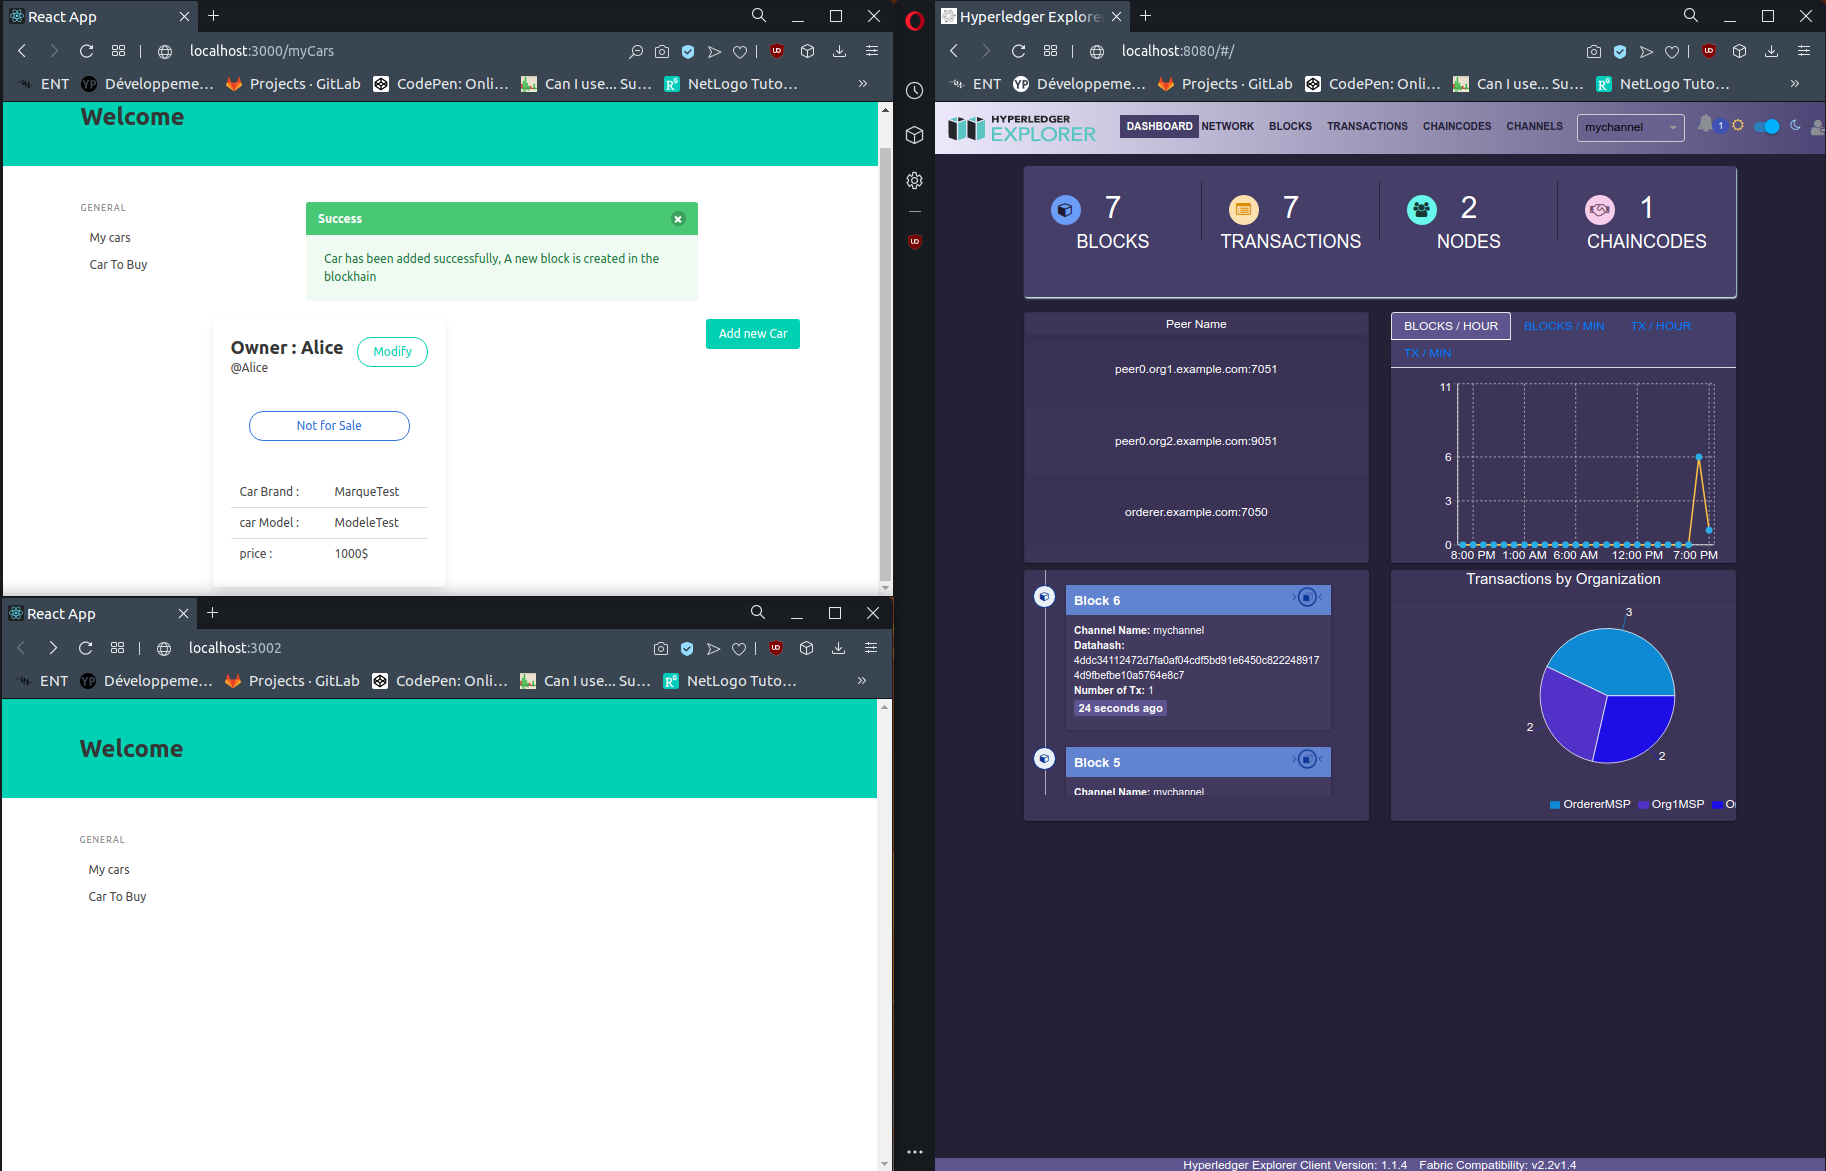 React App
localhost:3000/myCars
ENT
Développeme...
Projects · GitLab
CodePen: Onli...
Can I use... Su...
NetLogo Tuto...
»
Welcome
GENERAL
My cars
Car To Buy
Success
Car has been added successfully, A new block is created in the
blockhain
Add new Car
Owner : Alice
@Alice
Modify
Not for Sale
Car Brand : MarqueTest
car Model : ModeleTest
price : 1000$
React App
localhost:3002
ENT
Développeme...
Projects · GitLab
CodePen: Onli...
Can I use... Su...
NetLogo Tuto...
»
Welcome
GENERAL
My cars
Car To Buy
Hyperledger Explore
localhost:8080/#/
ENT
Développeme...
Projects · GitLab
CodePen: Onli...
Can I use... Su...
NetLogo Tuto...
»
HYPERLEDGER
EXPLORER
DASHBOARD NETWORK BLOCKS TRANSACTIONS CHAINCODES CHANNELS
mychannel
1
7
BLOCKS
7
TRANSACTIONS
2
NODES
1
CHAINCODES
Peer Name
peer0.org1.example.com:7051
peer0.org2.example.com:9051
orderer.example.com:7050
BLOCKS / HOUR BLOCKS / MIN TX / HOUR
TX / MIN
11
6
3
0
8:00 PM 1:00 AM 6:00 AM 12:00 PM 7:00 PM
Block 6
Channel Name: mychannel
Datahash:
4ddc34112472d7fa0af04cdf5bd91e6450c822248917
4d9fbefbe10a5764e8c7
Number of Tx: 1
24 seconds ago
Block 5
Channel Name: mychannel
Transactions by Organization
3
2
2
OrdererMSP Org1MSP
Hyperledger Explorer Client Version: 1.1.4 Fabric Compatibility: v2.2v1.4